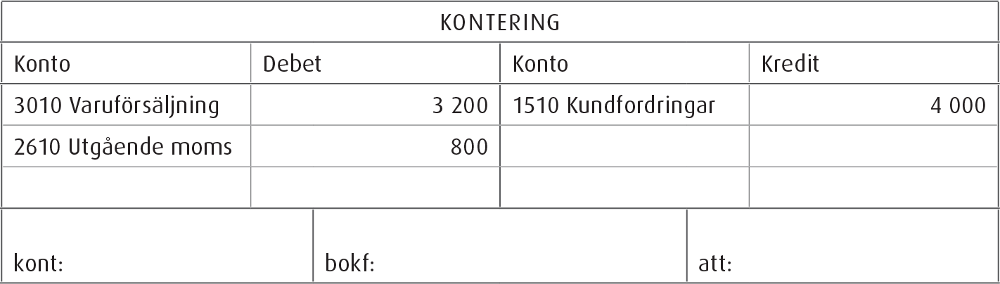 KONTERING
Konto Debet Konto Kredit
3010 Varuförsäljning 3 200 1510 Kundfordringar 4 000
2610 Utgående moms 800
kont: bokf: att: